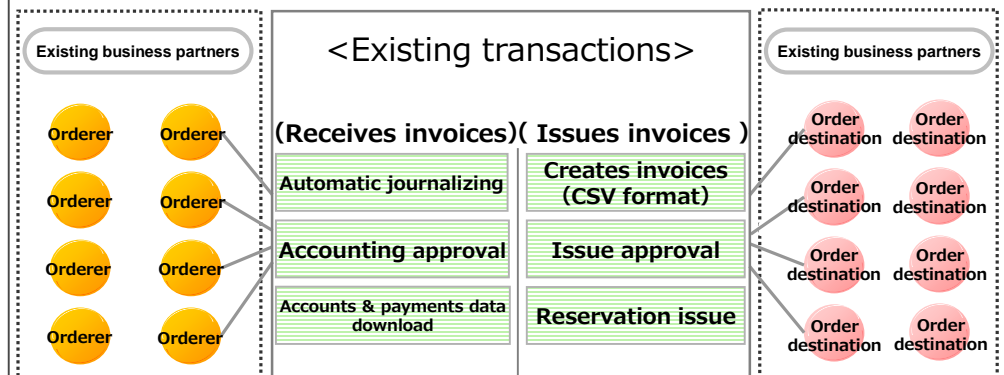 Existing business partners
<Existing transactions>
Existing business partners
(Receives invoices)
( Issues invoices )
Orderer
Orderer
Automatic journalizing
Creates invoices
(CSV format)
Order
destination
Order
destination
Orderer
Orderer
Accounting approval
Issue approval
Order
destination
Order
destination
Orderer
Orderer
Accounts & payments data
download
Reservation issue
Order
destination
Order
destination
Orderer
Orderer
Order
destination
Order
destination